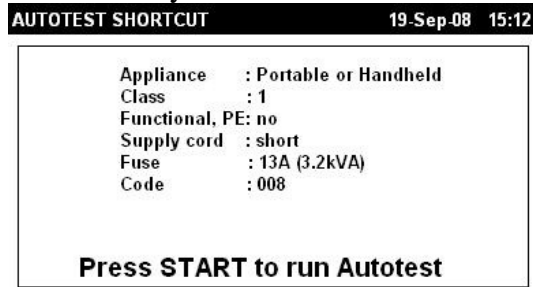 AUTOTEST SHORTCUT 19-Sep-08 15:12
Appliance : Portable or Handheld
Class : 1
Functional, PE: no
Supply cord : short
Fuse : 13A (3.2kVA)
Code : 008
Press START to run Autotest